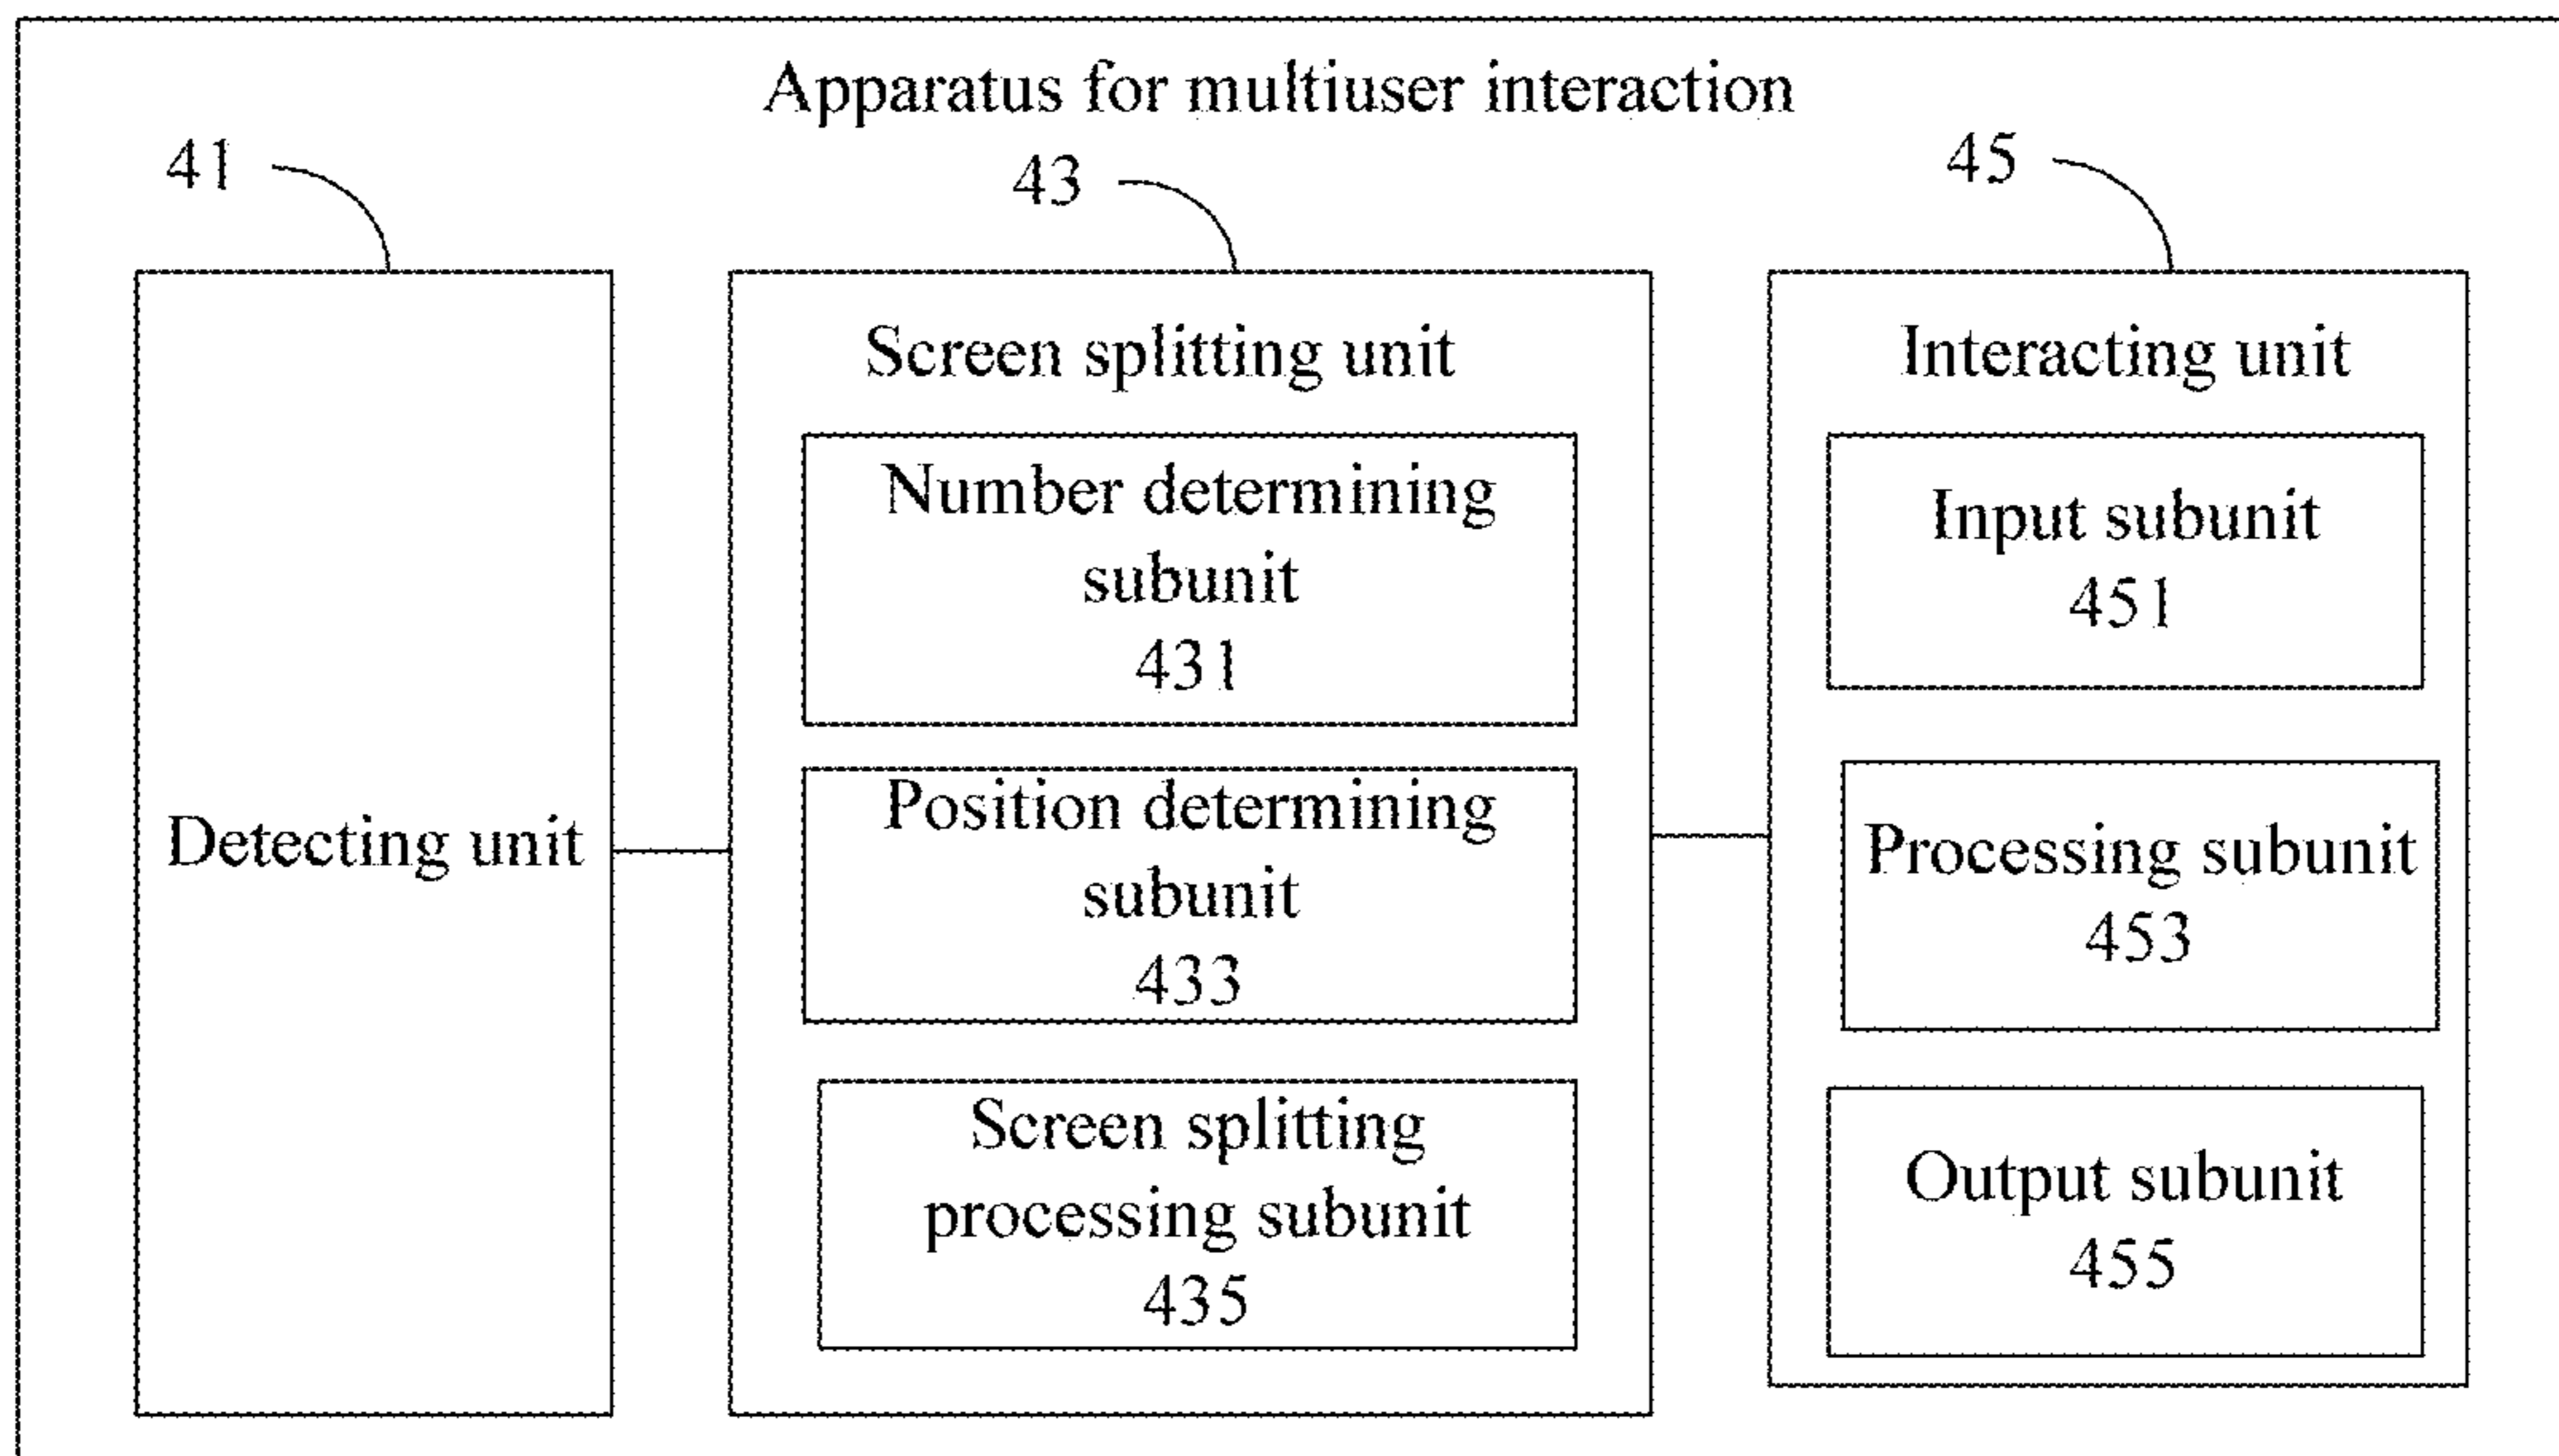 Apparatus for multiuser interaction
41
43
45
Detecting unit
Screen splitting unit
Number determining
subunit
431
Position determining
subunit
433
Screen splitting
processing subunit
435
Interacting unit
Input subunit
451
Processing subunit
453
Output subunit
455